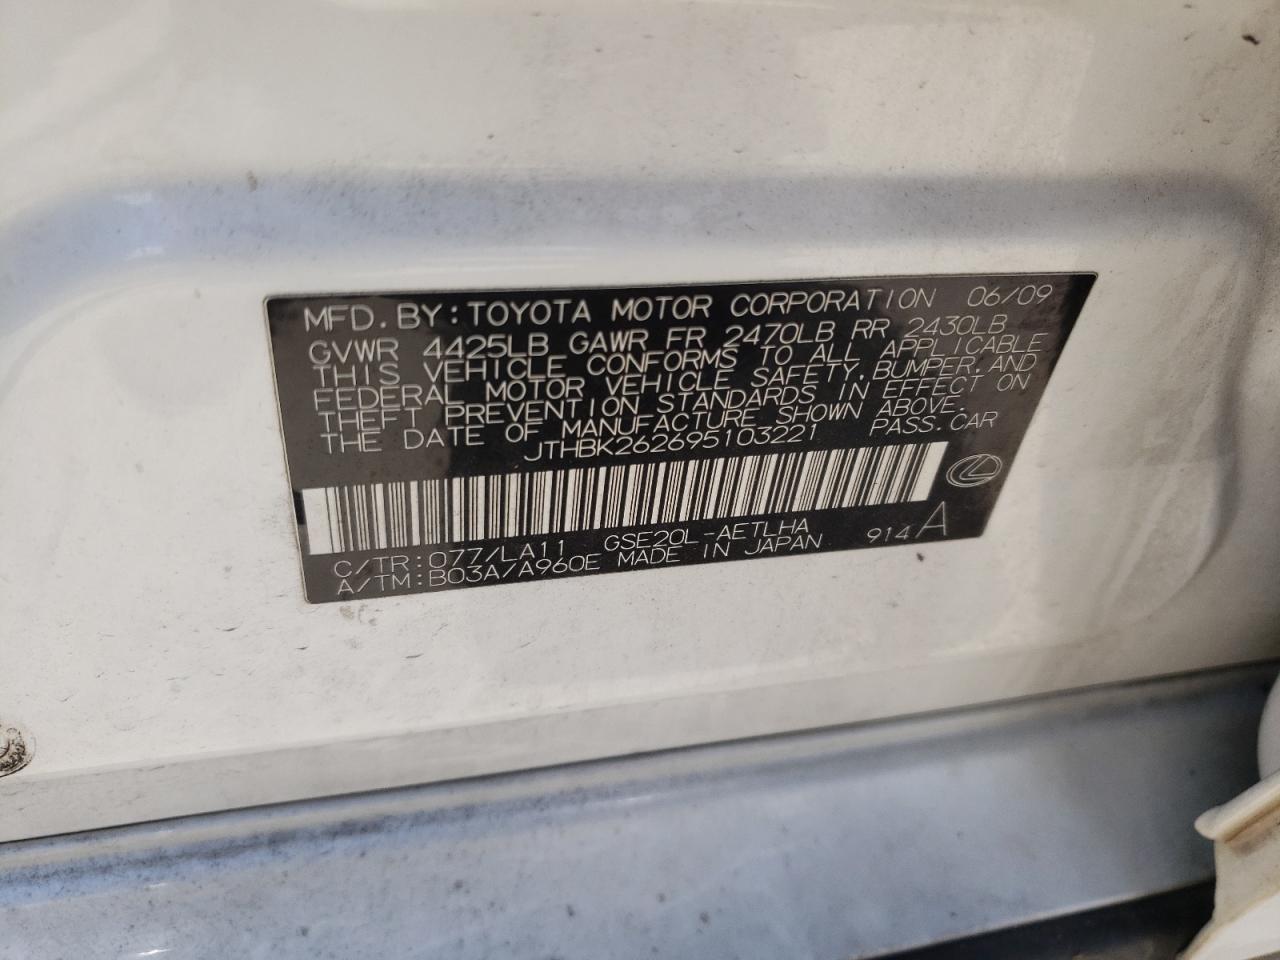 MFD. BY: TOYOTA MOTOR CORPORATION 06/09
GVWR 4425LB GAWR FR 2470LB RR 2430LB
THIS VEHICLE CONFORMS TO ALL APPLICABLE
FEDERAL MOTOR VEHICLE SAFETY, BUMPER, AND
THEFT PREVENTION STANDARDS IN EFFECT ON
THE DATE OF MANUFACTURE SHOWN ABOVE.
JTHBK262695103221 PASS. CAR
C/TR: 077/LA11 GSE20L-AETLHA 914 A
A/TM: B03A/A960E MADE IN JAPAN